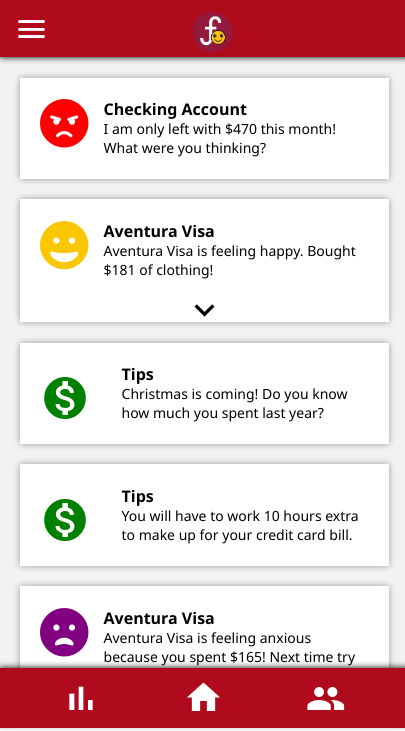 Checking Account
I am only left with $470 this month!
What were you thinking?
Aventura Visa
Aventura Visa is feeling happy. Bought
$181 of clothing!
Tips
Christmas is coming! Do you know
how much you spent last year?
Tips
You will have to work 10 hours extra
to make up for your credit card bill.
Aventura Visa
Aventura Visa is feeling anxious
because you spent $165! Next time try